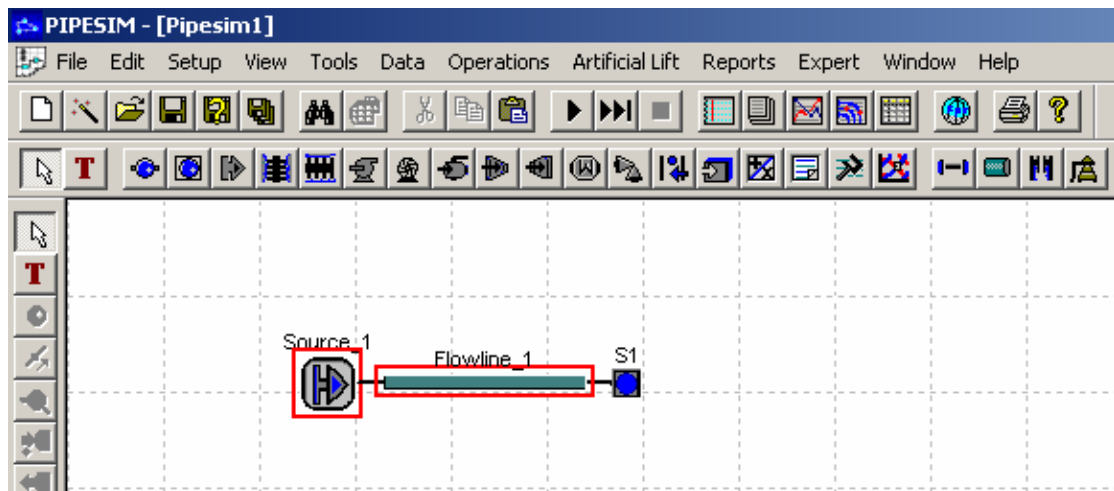 PIPESIM - [Pipesim1]
File Edit Setup View Tools Data Operations Artificial Lift Reports Expert Window Help
T
T
Source_1
Flowline_1
S1